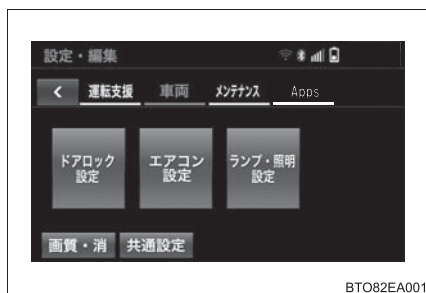 設定・編集
運転支援 車両 メンテナンス Apps
ドアロック
設定
エアコン
設定
ランプ・照明
設定
画質・消 共通設定
BTO82EA001